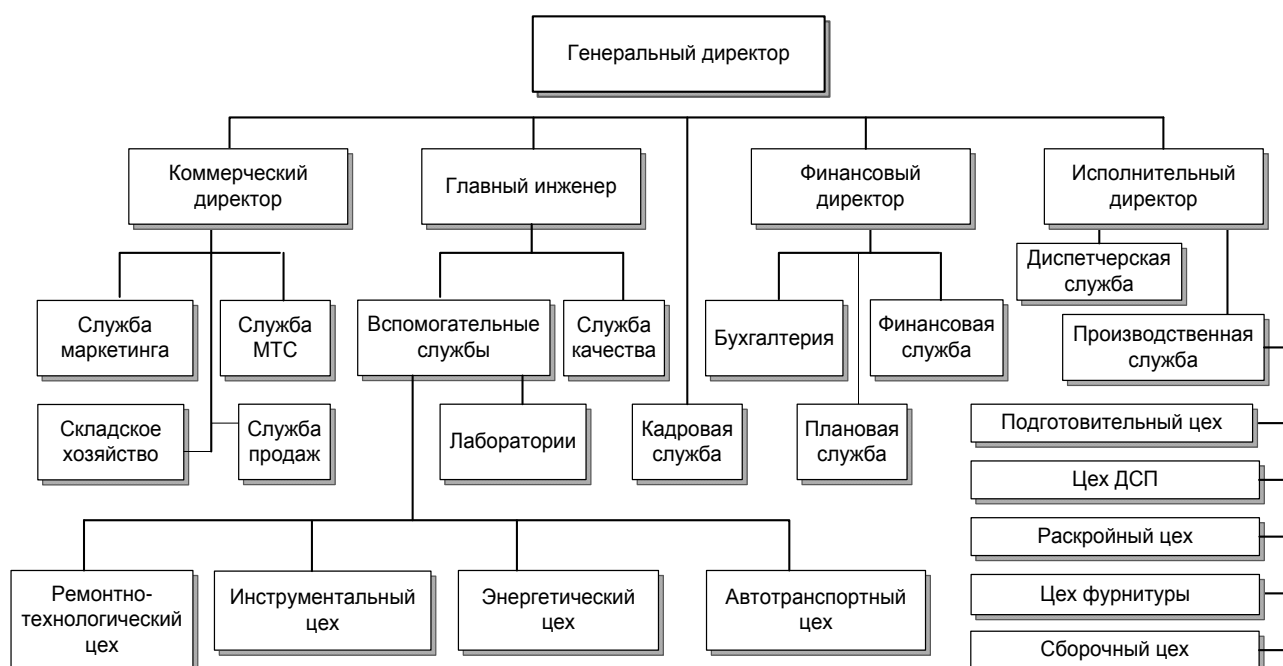 Генеральный директор
Коммерческий
директор
Главный инженер
Финансовый
директор
Исполнительный
директор
Диспетчерская
служба
Служба
маркетинга
Служба
МТС
Вспомогательные
службы
Служба
качества
Бухгалтерия
Финансовая
служба
Производственная
служба
Складское
хозяйство
Служба
продаж
Лаборатории
Кадровая
служба
Плановая
служба
Подготовительный цех
Цех ДСП
Раскройный цех
Цех фурнитуры
Сборочный цех
Ремонтно-
технологический
цех
Инструментальный
цех
Энергетический
цех
Автотранспортный
цех